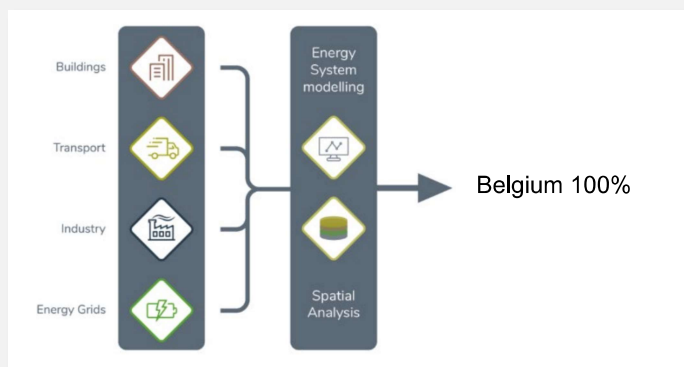 Buildings
Transport
Industry
Energy Grids
Energy
System
modelling
Spatial
Analysis
Belgium 100%